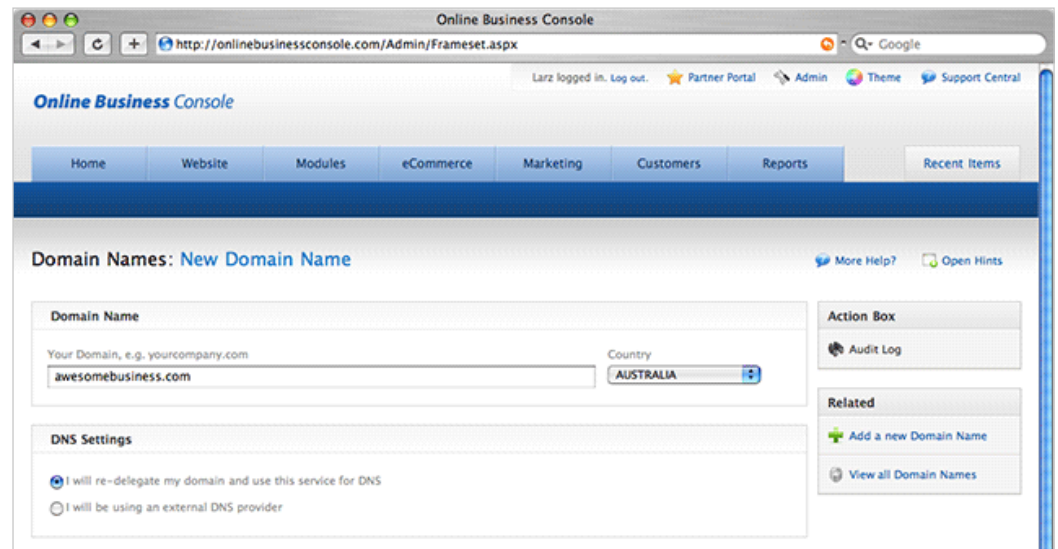 Online Business Console
http://onlinebusinessconsole.com/Admin/Frameset.aspx
Google
Larz logged in. Log out. Partner Portal Admin Theme Support Central
Online Business Console
Home Website Modules eCommerce Marketing Customers Reports Recent Items
Domain Names: New Domain Name More Help? Open Hints
Domain Name
Your Domain, e.g. yourcompany.com Country
awesomebusiness.com AUSTRALIA
DNS Settings
I will re-delegate my domain and use this service for DNS
I will be using an external DNS provider
Action Box
Audit Log
Related
Add a new Domain Name
View all Domain Names